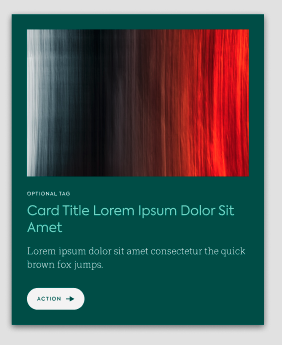 OPTIONAL TAG
Card Title Lorem Ipsum Dolor Sit
Amet
Lorem ipsum dolor sit amet consectetur the quick
brown fox jumps.
ACTION